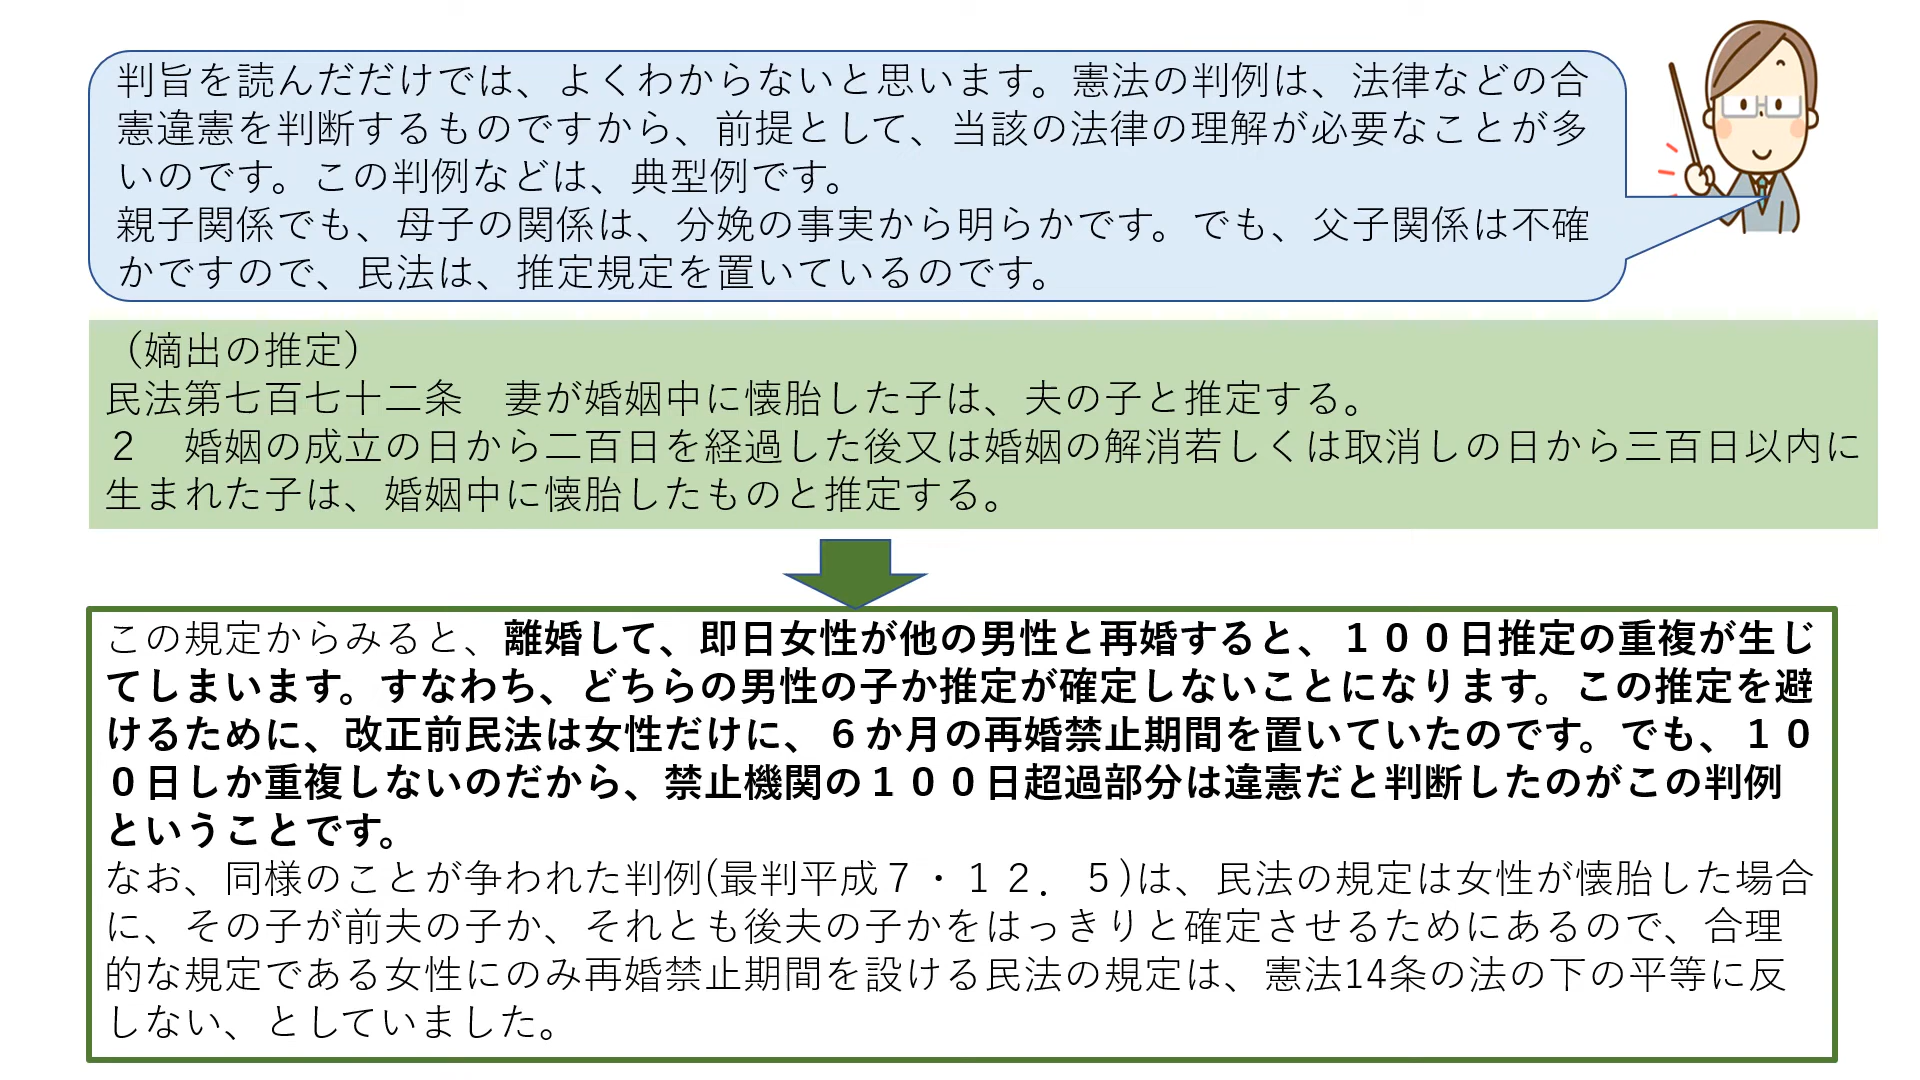 判旨を読んだだけでは、よくわからないと思います。憲法の判例は、法律などの合
憲違憲を判断するものですから、前提として、当該の法律の理解が必要なことが多
いのです。この判例などは、典型例です。
親子関係でも、母子の関係は、分娩の事実から明らかです。でも、父子関係は不確
かですので、民法は、推定規定を置いているのです。
（嫡出の推定）
民法第七百七十二条　妻が婚姻中に懐胎した子は、夫の子と推定する。
２　婚姻の成立の日から二百日を経過した後又は婚姻の解消若しくは取消しの日から三百日以内に
生まれた子は、婚姻中に懐胎したものと推定する。
この規定からみると、離婚して、即日女性が他の男性と再婚すると、１００日推定の重複が生じ
てしまいます。すなわち、どちらの男性の子か推定が確定しないことになります。この推定を避
けるために、改正前民法は女性だけに、６か月の再婚禁止期間を置いていたのです。でも、１０
０日しか重複しないのだから、禁止機関の１００日超過部分は違憲だと判断したのがこの判例
ということです。
なお、同様のことが争われた判例(最判平成７・１２．５)は、民法の規定は女性が懐胎した場合
に、その子が前夫の子か、それとも後夫の子かをはっきりと確定させるためにあるので、合理
的な規定である女性にのみ再婚禁止期間を設ける民法の規定は、憲法14条の法の下の平等に反
しない、としていました。